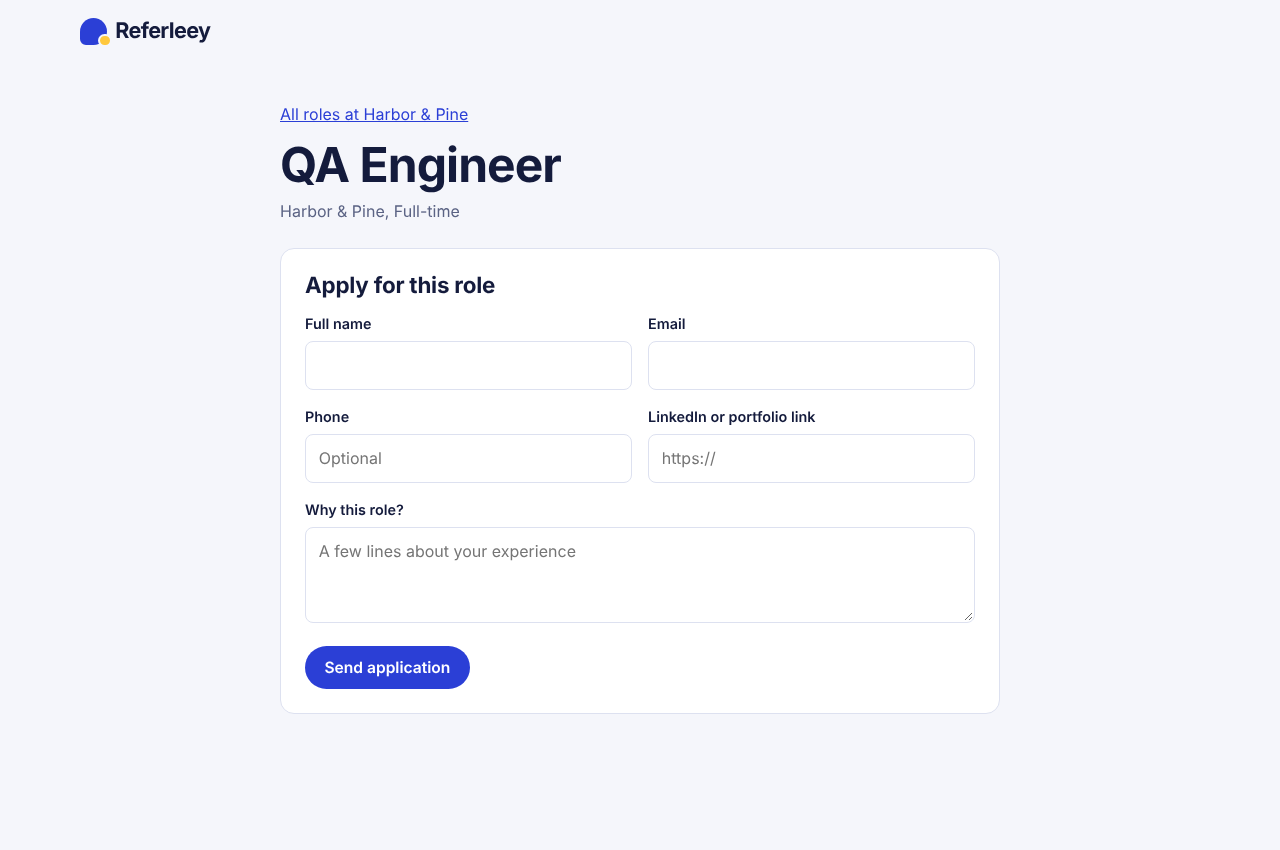 Referleey
All roles at Harbor & Pine
QA Engineer
Harbor & Pine, Full-time
Apply for this role
Full name
Email
Phone
LinkedIn or portfolio link
Optional
https://
Why this role?
A few lines about your experience
Send application